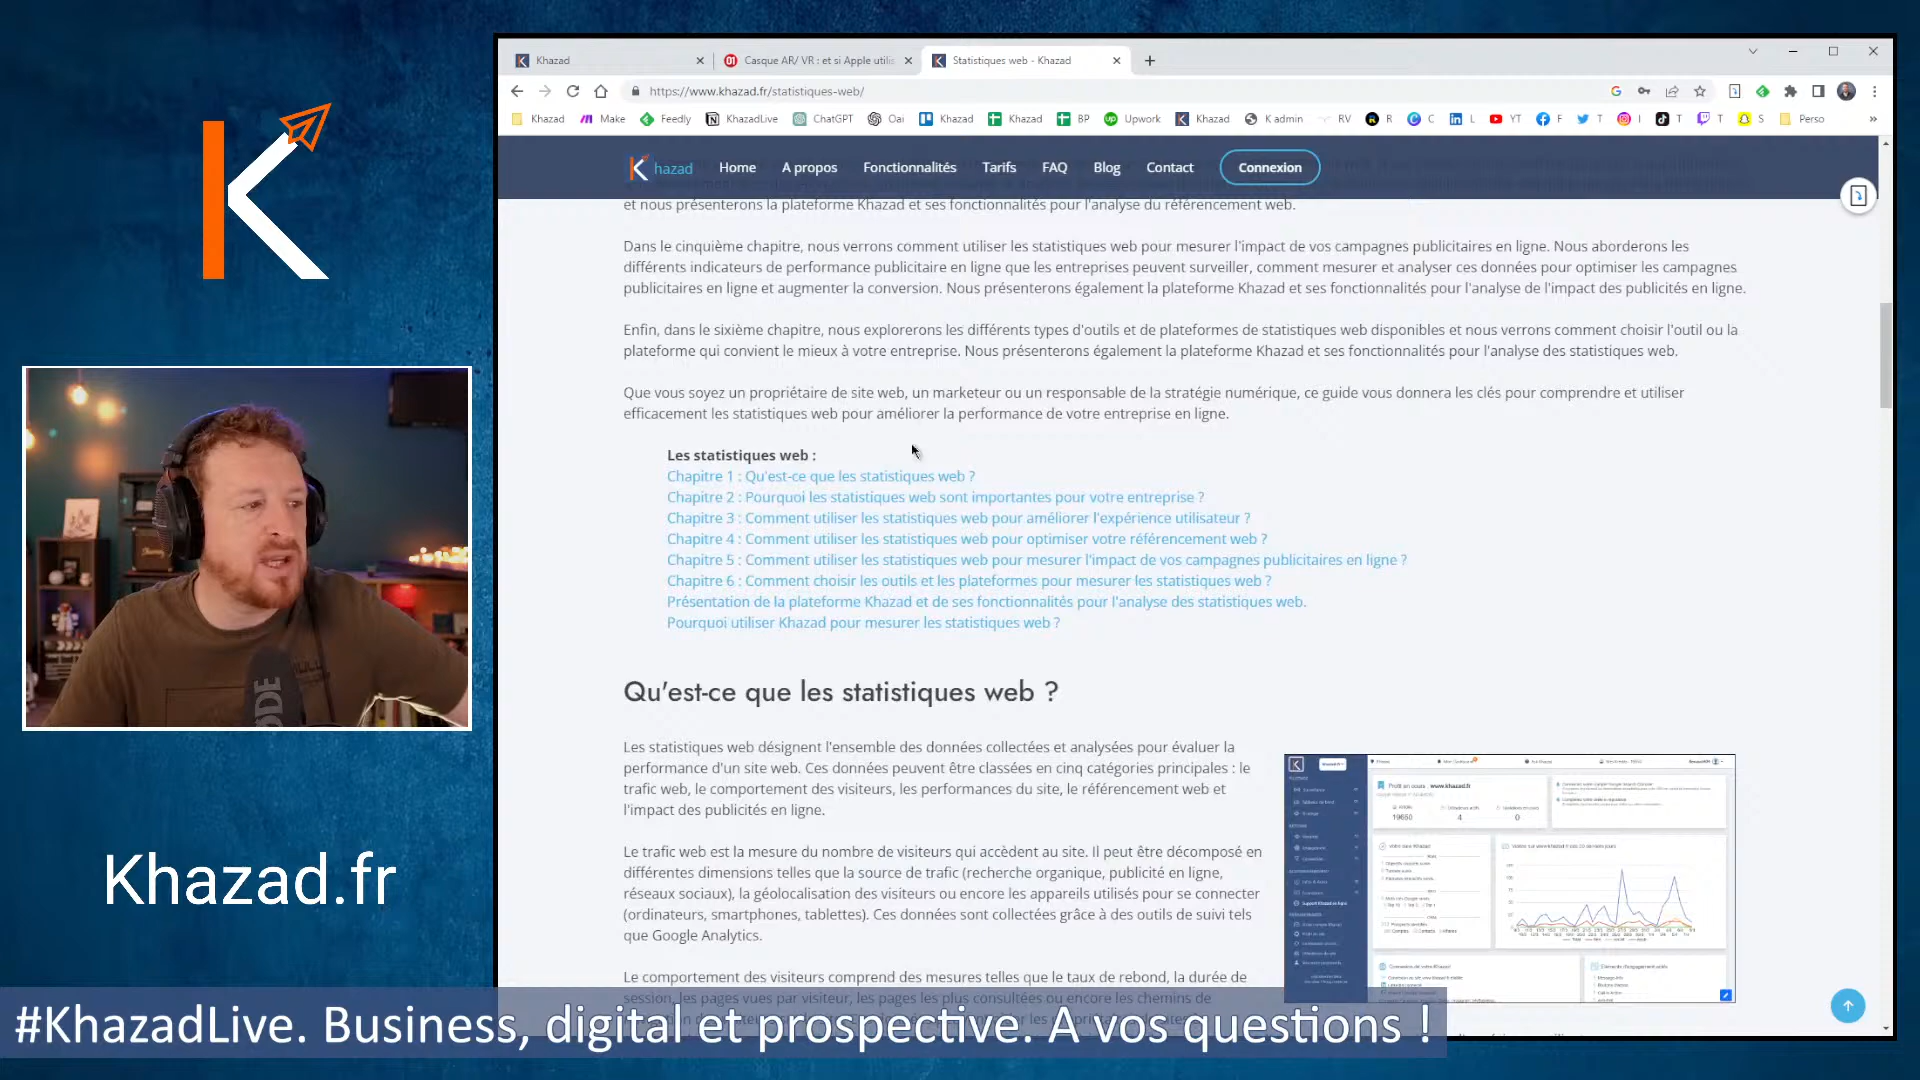 Khazad
Casque AR/ VR : et si Apple utilis
Statistiques web - Khazad
https://www.khazad.fr/statistiques-web/
Khazad Make Feedly KhazadLive ChatGPT Oai Khazad Khazad BP Upwork Khazad K admin RV R C L YT F T I T T S Perso
K hazad Home A propos Fonctionnalités Tarifs FAQ Blog Contact Connexion
et nous présenterons la plateforme Khazad et ses fonctionnalités pour l'analyse du référencement web.
Dans le cinquième chapitre, nous verrons comment utiliser les statistiques web pour mesurer l'impact de vos campagnes publicitaires en ligne. Nous aborderons les
différents indicateurs de performance publicitaire en ligne que les entreprises peuvent surveiller, comment mesurer et analyser ces données pour optimiser les campagnes
publicitaires en ligne et augmenter la conversion. Nous présenterons également la plateforme Khazad et ses fonctionnalités pour l'analyse de l'impact des publicités en ligne.
Enfin, dans le sixième chapitre, nous explorerons les différents types d'outils et de plateformes de statistiques web disponibles et nous verrons comment choisir l'outil ou la
plateforme qui convient le mieux à votre entreprise. Nous présenterons également la plateforme Khazad et ses fonctionnalités pour l'analyse des statistiques web.
Que vous soyez un propriétaire de site web, un marketeur ou un responsable de la stratégie numérique, ce guide vous donnera les clés pour comprendre et utiliser
efficacement les statistiques web pour améliorer la performance de votre entreprise en ligne.
Les statistiques web :
Chapitre 1 : Qu'est-ce que les statistiques web ?
Chapitre 2 : Pourquoi les statistiques web sont importantes pour votre entreprise ?
Chapitre 3 : Comment utiliser les statistiques web pour améliorer l'expérience utilisateur ?
Chapitre 4 : Comment utiliser les statistiques web pour optimiser votre référencement web ?
Chapitre 5 : Comment utiliser les statistiques web pour mesurer l'impact de vos campagnes publicitaires en ligne ?
Chapitre 6 : Comment choisir les outils et les plateformes pour mesurer les statistiques web ?
Présentation de la plateforme Khazad et de ses fonctionnalités pour l'analyse des statistiques web.
Pourquoi utiliser Khazad pour mesurer les statistiques web ?
Qu'est-ce que les statistiques web ?
Les statistiques web désignent l'ensemble des données collectées et analysées pour évaluer la
performance d'un site web. Ces données peuvent être classées en cinq catégories principales : le
trafic web, le comportement des visiteurs, les performances du site, le référencement web et
l'impact des publicités en ligne.
Le trafic web est la mesure du nombre de visiteurs qui accèdent au site. Il peut être décomposé en
différentes dimensions telles que la source de trafic (recherche organique, publicité en ligne,
réseaux sociaux), la géolocalisation des visiteurs ou encore les appareils utilisés pour se connecter
(ordinateurs, smartphones, tablettes). Ces données sont collectées grâce à des outils de suivi tels
que Google Analytics.
Le comportement des visiteurs comprend des mesures telles que le taux de rebond, la durée de
session, les pages vues par visiteur, les pages les plus consultées ou encore les chemins de
19650 4 0
Khazad.fr
#KhazadLive. Business, digital et prospective. A vos questions !